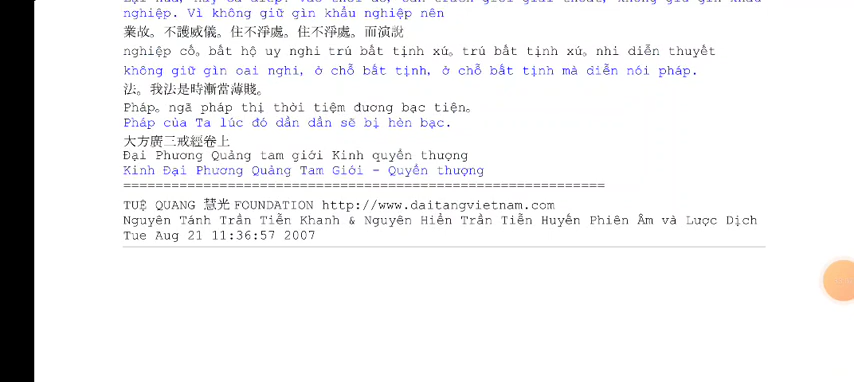 nghiệp. Vì không giữ gìn khẩu nghiệp nên
業故。不護威儀。住不淨處。住不淨處。而演說
nghiệp cố。bất hộ uy nghi trú bất tịnh xú。trú bất tịnh xú。nhi diễn thuyết
không giữ gìn oai nghi, ở chỗ bất tịnh, ở chỗ bất tịnh mà diễn nói pháp.
法。我法是時漸當薄賤。
Pháp。ngã pháp thị thời tiệm đương bạc tiện。
Pháp của Ta lúc đó dần dần sẽ bị hèn bạc.
大方廣三戒經卷上
Đại Phương Quảng tam giới Kinh quyển thượng
Kinh Đại Phương Quảng Tam Giới - Quyển thượng
============================================================
TUỆ QUANG 慧光 FOUNDATION http://www.daitangvietnam.com
Nguyên Tánh Trần Tiễn Khanh & Nguyên Hiển Trần Tiễn Huyến Phiên Âm và Lược Dịch
Tue Aug 21 11:36:57 2007